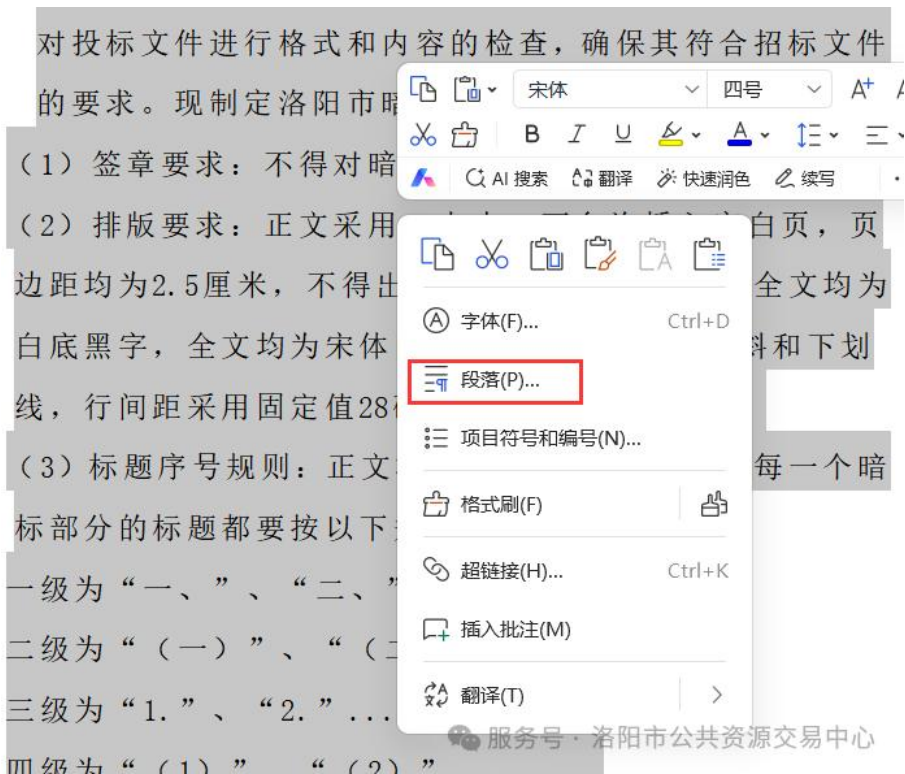 对投标文件进行格式和内容的检查，确保其符合招标文件
的要求。现制定洛阳市暗
（1）签章要求：不得对暗
（2）排版要求：正文采用
白页，页
边距均为2.5厘米，不得出
全文均为
白底黑字，全文均为宋体
和下划
线，行间距采用固定值28
（3）标题序号规则：正文
每一个暗
标部分的标题都要按以下
一级为“一、”、“二、”
二级为“（一）”、“（二
三级为“1.”、“2.”...
四级为“（1）”、“（2）”
宋体
四号
A+
B I U A
AI 搜索
翻译
快速润色
续写
字体(F)... Ctrl+D
段落(P)...
项目符号和编号(N)...
格式刷(F)
超链接(H)... Ctrl+K
插入批注(M)
翻译(T)
服务号 · 洛阳市公共资源交易中心